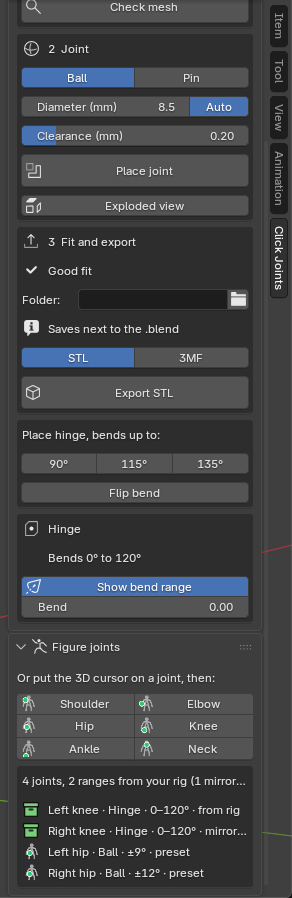 Check mesh
2 Joint
Ball Pin
Diameter (mm) 8.5 Auto
Clearance (mm) 0.20
Place joint
Exploded view
3 Fit and export
Good fit
Folder:
Saves next to the .blend
STL 3MF
Export STL
Place hinge, bends up to:
90° 115° 135°
Flip bend
Hinge
Bends 0° to 120°
Show bend range
Bend 0.00
Figure joints
Or put the 3D cursor on a joint, then:
Shoulder Elbow
Hip Knee
Ankle Neck
4 joints, 2 ranges from your rig (1 mirror...
Left knee · Hinge · 0–120° · from rig
Right knee · Hinge · 0–120° · mirror...
Left hip · Ball · ±9° · preset
Right hip · Ball · ±12° · preset
Item
Tool
View
Animation
Click Joints